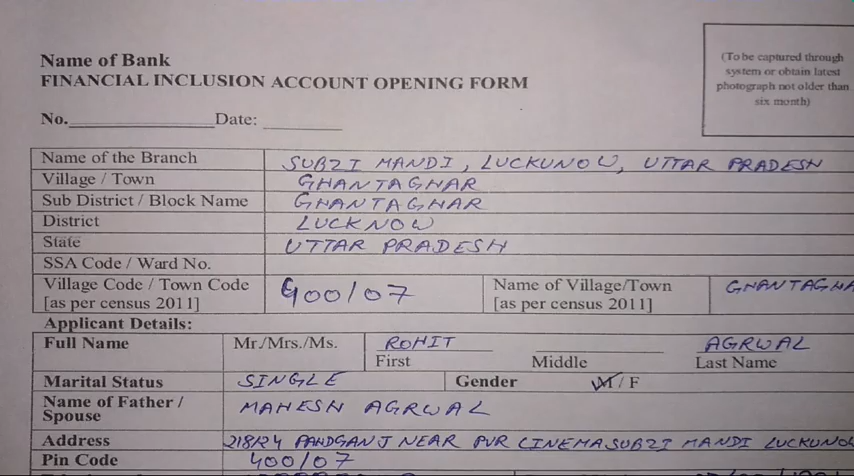 Name of Bank
FINANCIAL INCLUSION ACCOUNT OPENING FORM
(To be captured through
system or obtain latest
photograph not older than
six month)
No. Date:
Name of the Branch SUBZI MANDI, LUCKUNOW, UTTAR PRADESH
Village / Town GHANTAGHAR
Sub District / Block Name GHANTAGHAR
District LUCKNOW
State UTTAR PRADESH
SSA Code / Ward No.
Village Code / Town Code
[as per census 2011] 400/07 Name of Village/Town
[as per census 2011] GHANTAGHA
Applicant Details:
Full Name Mr./Mrs./Ms. ROHIT AGRWAL
First Middle Last Name
Marital Status SINGLE Gender M/F
Name of Father /
Spouse MAHESH AGRWAL
Address 218/24 PANDGANJ NEAR PVR CINEMA SUBZI MANDI LUCKUNOW
Pin Code 400/07